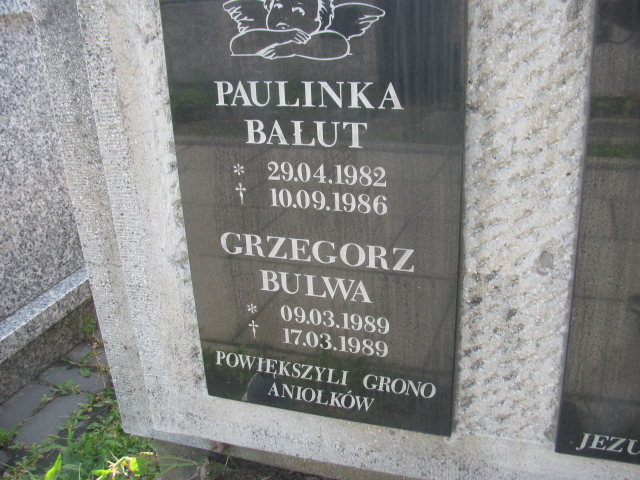 PAULINKA
BAŁUT
* 29.04.1982
† 10.09.1986
GRZEGORZ
BULWA
* 09.03.1989
† 17.03.1989
POWIĘKSZYLI GRONO
ANIOLKÓW
JEZU